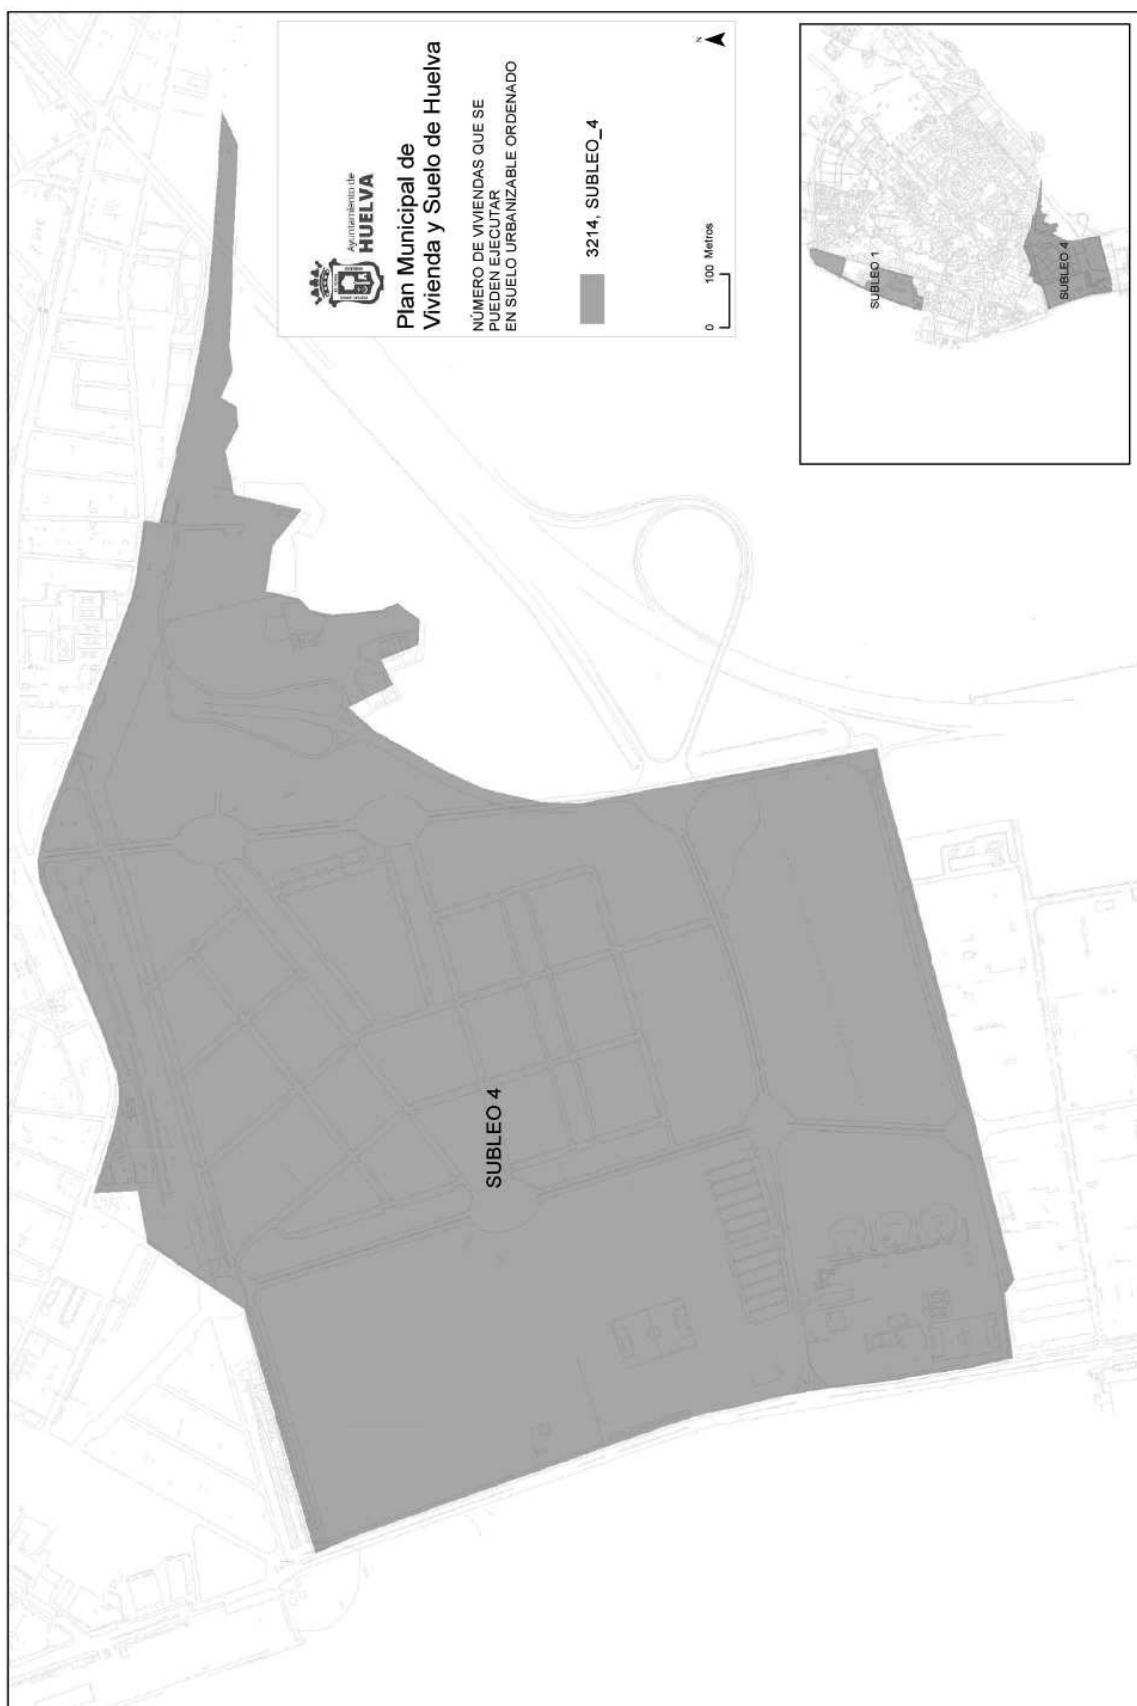 Ayuntamiento de
HUELVA
Plan Municipal de
Vivienda y Suelo de Huelva
NÚMERO DE VIVIENDAS QUE SE
PUEDEN EJECUTAR
EN SUELO URBANIZABLE ORDENADO
3214, SUBLEO_4
0 100 Metros
N
SUBLEO 4
SUBLEO 1
SUBLEO 4